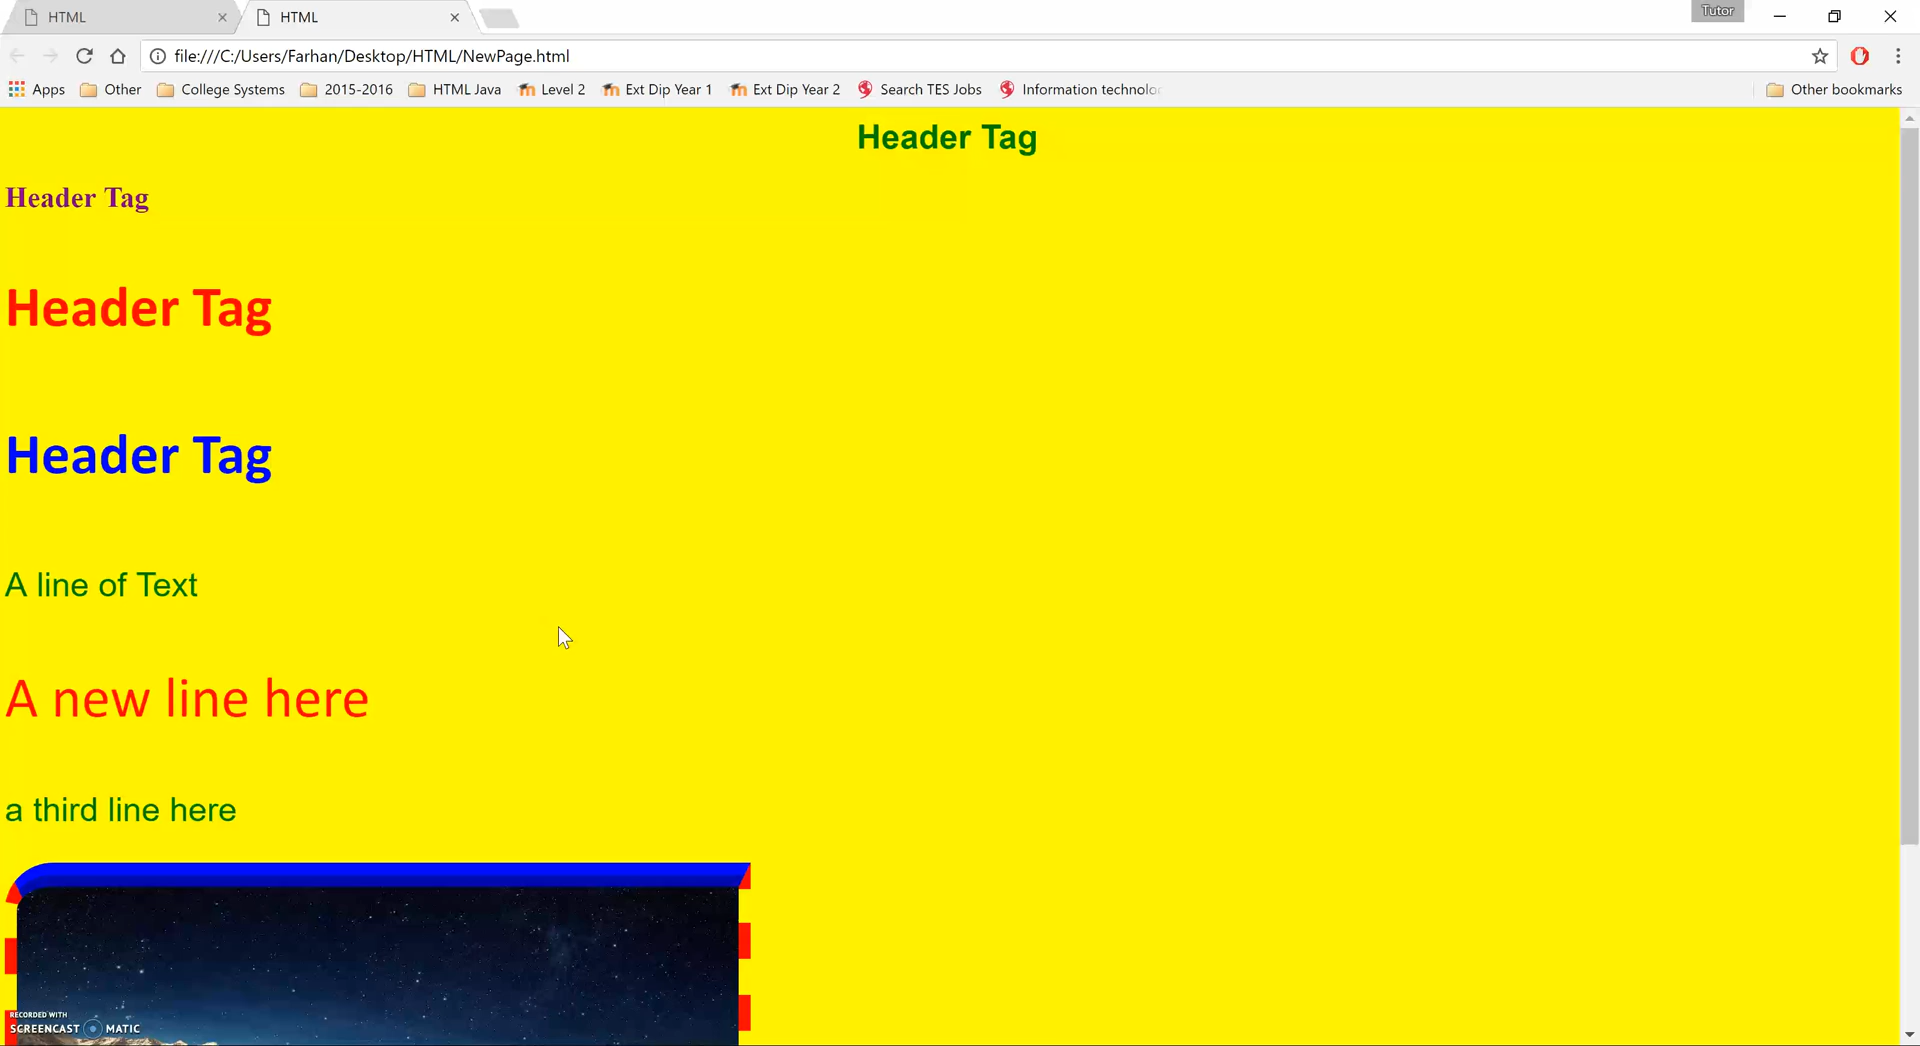 HTML
HTML
Tutor
file:///C:/Users/Farhan/Desktop/HTML/NewPage.html
Apps Other College Systems 2015-2016 HTML Java Level 2 Ext Dip Year 1 Ext Dip Year 2 Search TES Jobs Information technolo Other bookmarks
Header Tag
Header Tag
Header Tag
Header Tag
A line of Text
A new line here
a third line here
RECORDED WITH
SCREENCAST MATIC